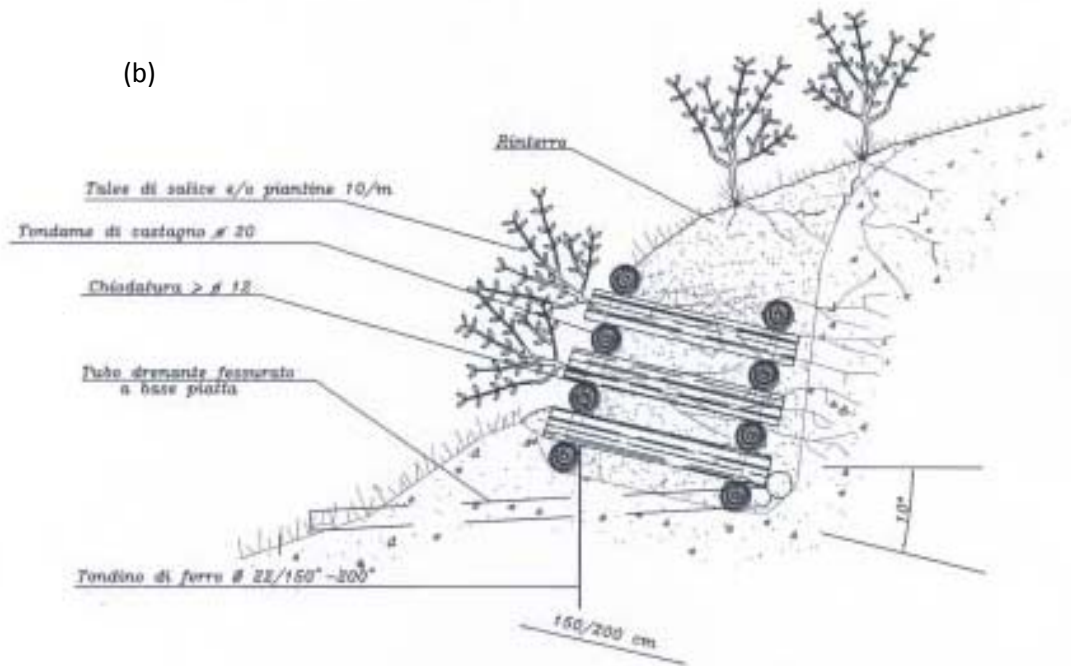 (b)
Rinterro
Talee di salice e/o piantine 10/m
Tondame di castagno ø 20
Chiodatura > ø 12
Tubo drenante fessurato
a base piatta
10°
Tondino di ferro Ø 22/150"-200"
150/200 cm